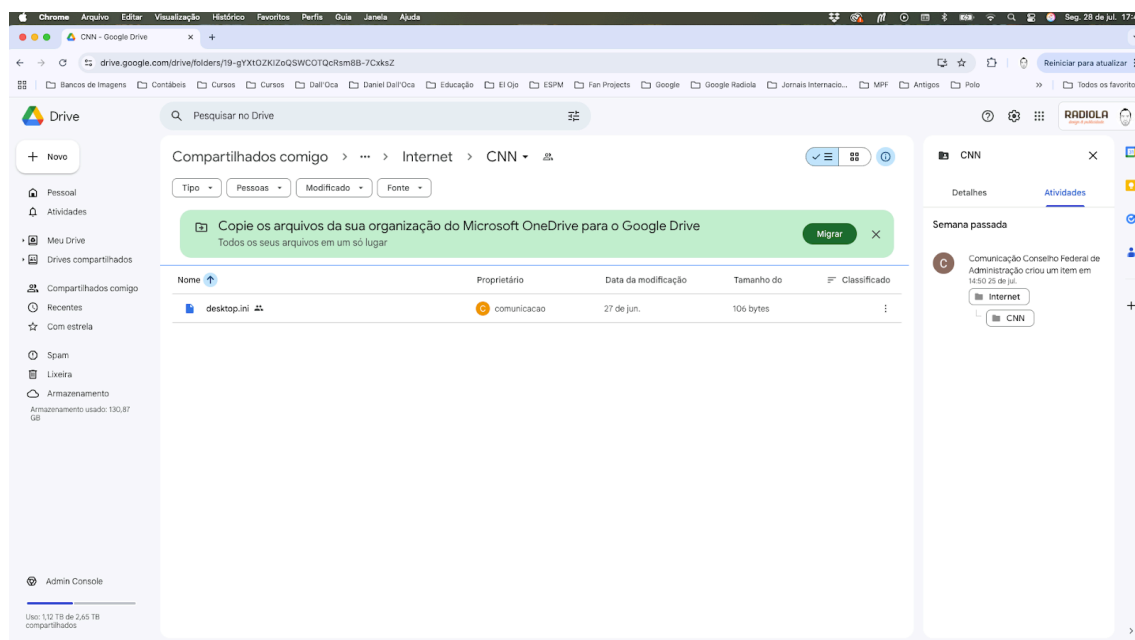 Chrome Arquivo Editar Visualização Histórico Favoritos Perfis Guia Janela Ajuda Seg. 28 de jul. 17:4
CNN - Google Drive
drive.google.com/drive/folders/19-gYXtOZKIZoQSWCOTQcRsm8B-7CxksZ Reiniciar para atualizar
Bancos de Imagens Contábeis Cursos Cursos Dall'Oca Daniel Dall'Oca Educação El Ojo ESPM Fan Projects Google Google Radiola Jornais Internacio... MPF Antigos Polo Todos os favorito
Drive
Pesquisar no Drive
RADIOLA
Novo
Pessoal
Atividades
Meu Drive
Drives compartilhados
Compartilhados comigo
Recentes
Com estrela
Spam
Lixeira
Armazenamento
Armazenamento usado: 130,87
GB
Admin Console
Uso: 1,12 TB de 2,65 TB
compartilhados
Compartilhados comigo > ... > Internet > CNN
Tipo Pessoas Modificado Fonte
Copie os arquivos da sua organização do Microsoft OneDrive para o Google Drive
Todos os seus arquivos em um só lugar
Migrar
Nome Proprietário Data da modificação Tamanho do Classificado
desktop.ini C comunicacao 27 de jun. 106 bytes
CNN
Detalhes Atividades
Semana passada
C
Comunicação Conselho Federal de
Administração criou um item em
14:50 25 de jul.
Internet
CNN